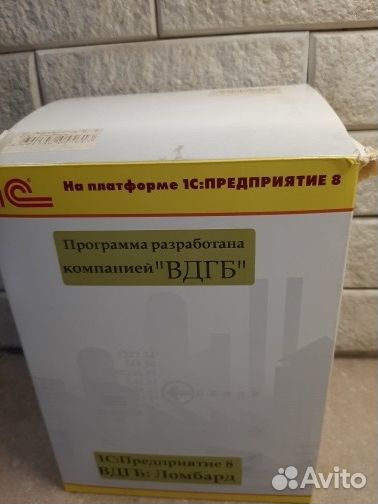 1С®
На платформе 1С:ПРЕДПРИЯТИЕ 8
Программа разработана
компанией "ВДГБ"
1С:Предприятие 8
ВДГБ: Ломбард
Avito